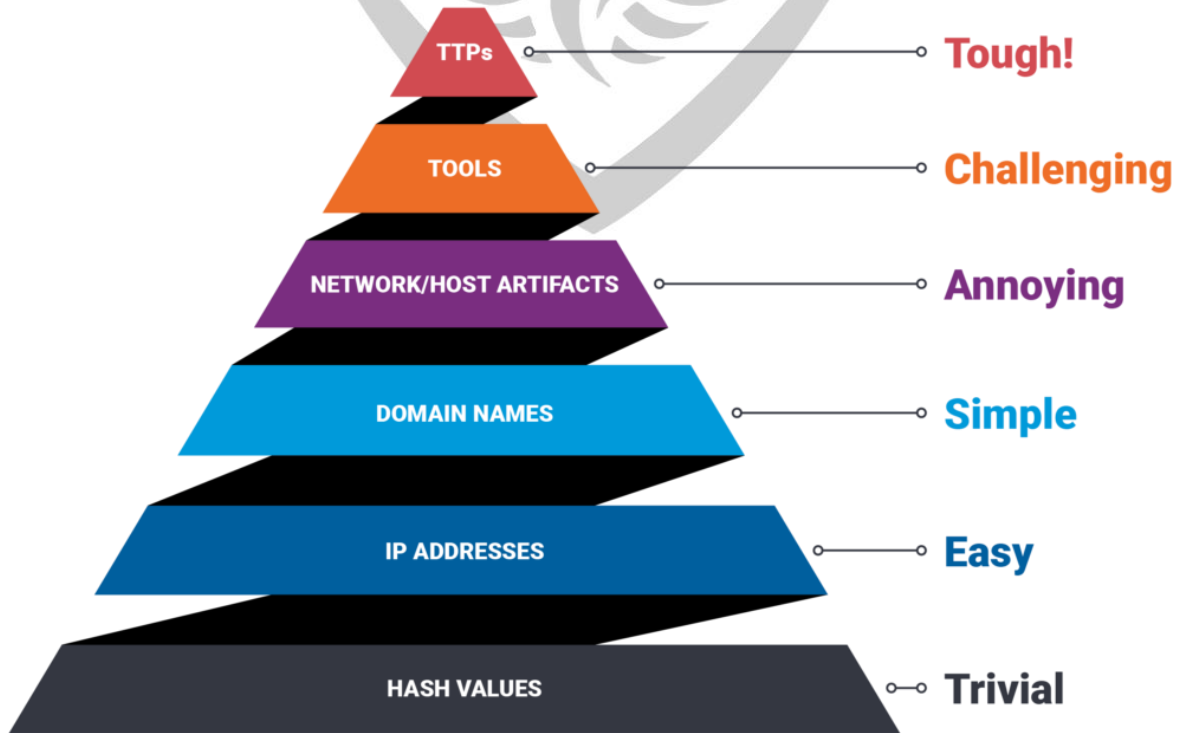 TTPs
Tough!
TOOLS
Challenging
NETWORK/HOST ARTIFACTS
Annoying
DOMAIN NAMES
Simple
IP ADDRESSES
Easy
HASH VALUES
Trivial